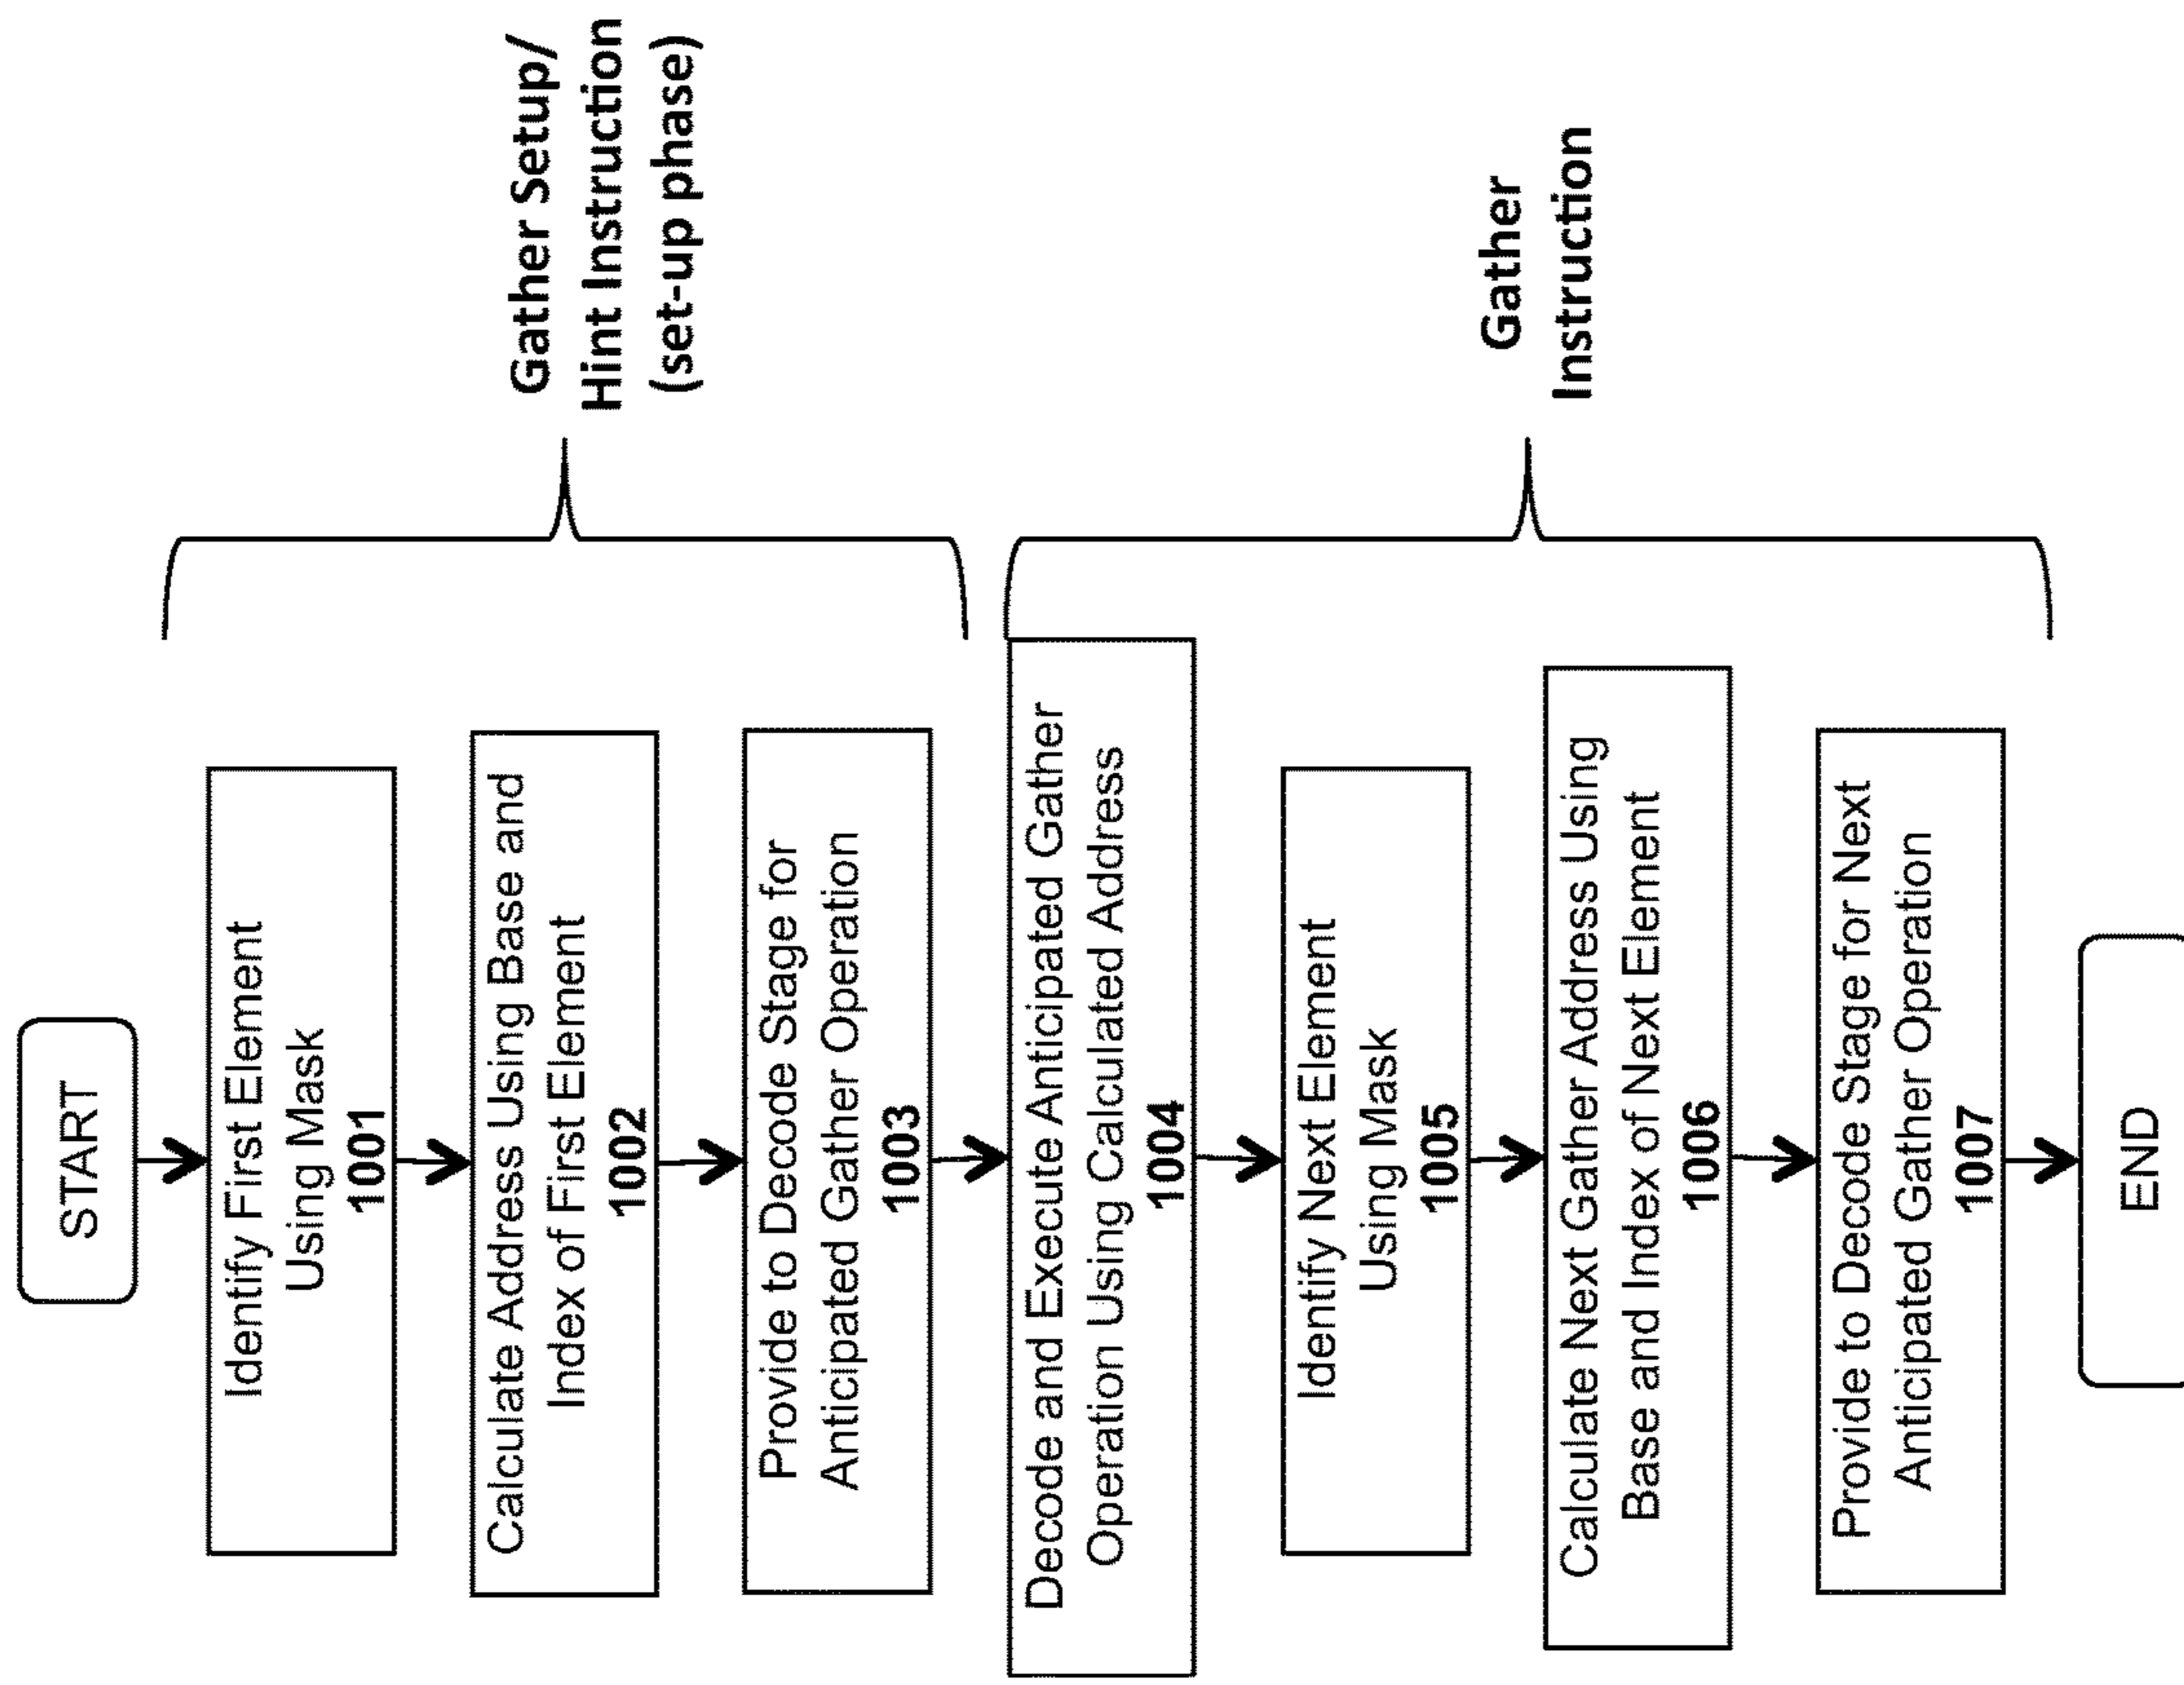 START
Identify First Element
Using Mask
1001
Calculate Address Using Base and
Index of First Element
1002
Provide to Decode Stage for
Anticipated Gather Operation
1003
Gather Setup/
Hint Instruction
(set-up phase)
Decode and Execute Anticipated Gather
Operation Using Calculated Address
1004
Identify Next Element
Using Mask
1005
Calculate Next Gather Address Using
Base and Index of Next Element
1006
Provide to Decode Stage for Next
Anticipated Gather Operation
1007
Gather
Instruction
END